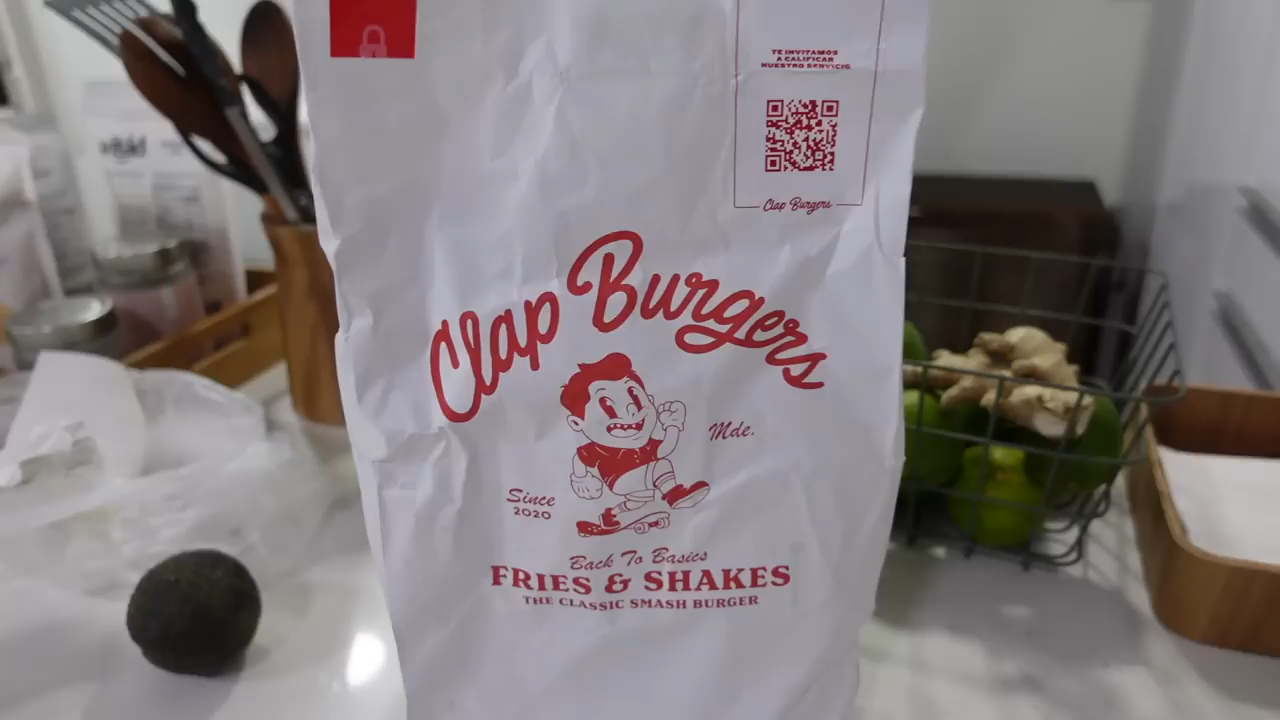 TE INVITAMOS
A CALIFICAR
NUESTRO SERVICIO
Clap Burgers
Clap Burgers
Mde.
Since
2020
Back To Basics
FRIES & SHAKES
THE CLASSIC SMASH BURGER